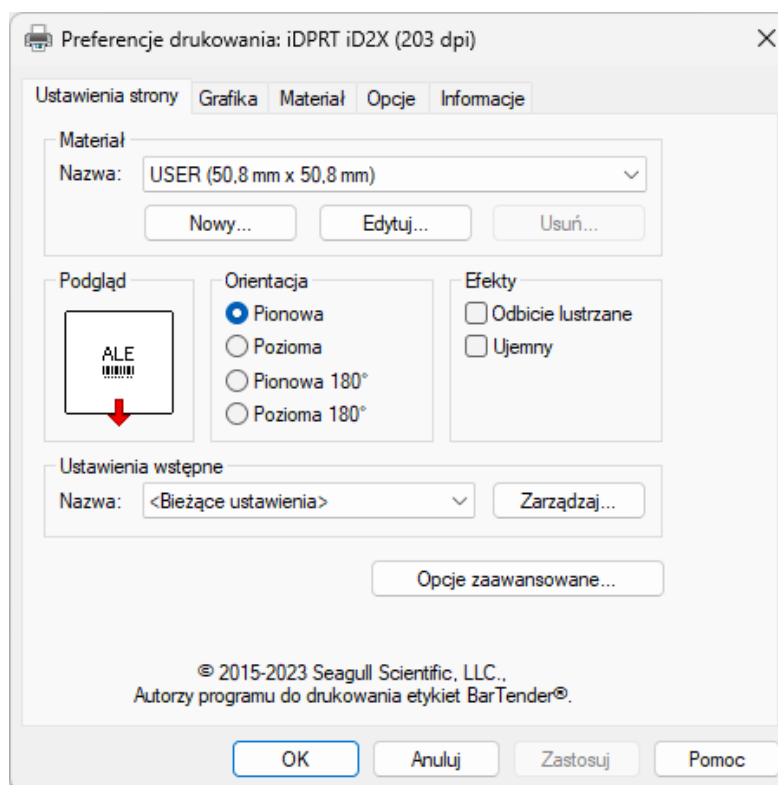 Preferencje drukowania: iDPRT iD2X (203 dpi)
Ustawienia strony Grafika Materiał Opcje Informacje
Materiał
Nazwa: USER (50,8 mm x 50,8 mm)
Nowy... Edytuj... Usuń...
Podgląd Orientacja Efekty
Pionowa Odbicie lustrzane
ALE Pozioma Ujemny
Pionowa 180°
Pozioma 180°
Ustawienia wstępne
Nazwa: <Bieżące ustawienia> Zarządzaj...
Opcje zaawansowane...
© 2015-2023 Seagull Scientific, LLC.,
Autorzy programu do drukowania etykiet BarTender®.
OK Anuluj Zastosuj Pomoc